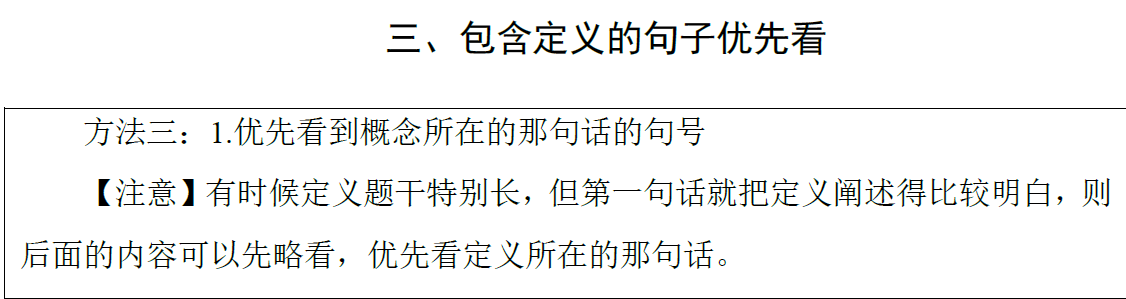 三、包含定义的句子优先看
方法三：1.优先看到概念所在的那句话的句号
【注意】有时候定义题干特别长，但第一句话就把定义阐述得比较明白，则
后面的内容可以先略看，优先看定义所在的那句话。